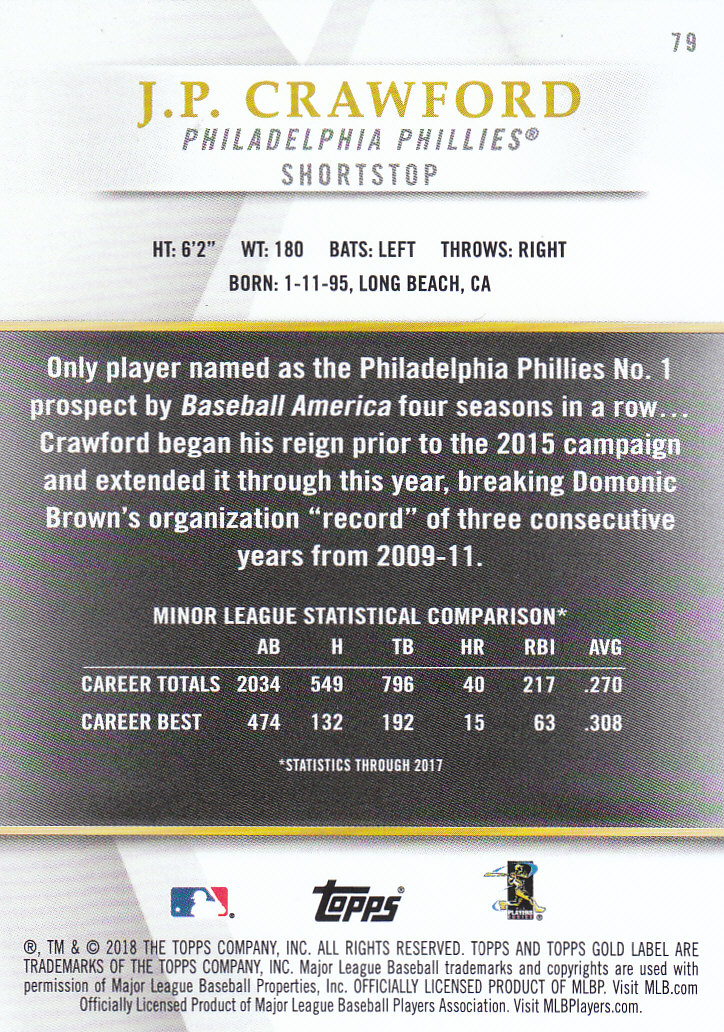 79
J.P. CRAWFORD
PHILADELPHIA PHILLIES®
SHORTSTOP
HT: 6'2" WT: 180 BATS: LEFT THROWS: RIGHT
BORN: 1-11-95, LONG BEACH, CA
Only player named as the Philadelphia Phillies No. 1
prospect by Baseball America four seasons in a row...
Crawford began his reign prior to the 2015 campaign
and extended it through this year, breaking Domonic
Brown's organization “record” of three consecutive
years from 2009-11.
MINOR LEAGUE STATISTICAL COMPARISON*
AB H TB HR RBI AVG
CAREER TOTALS 2034 549 796 40 217 .270
CAREER BEST 474 132 192 15 63 .308
*STATISTICS THROUGH 2017
Topps®
PLAYERS
®, TM & © 2018 THE TOPPS COMPANY, INC. ALL RIGHTS RESERVED. TOPPS AND TOPPS GOLD LABEL ARE
TRADEMARKS OF THE TOPPS COMPANY, INC. Major League Baseball trademarks and copyrights are used with
permission of Major League Baseball Properties, Inc. OFFICIALLY LICENSED PRODUCT OF MLBP. Visit MLB.com
Officially Licensed Product of Major League Baseball Players Association. Visit MLBPlayers.com.